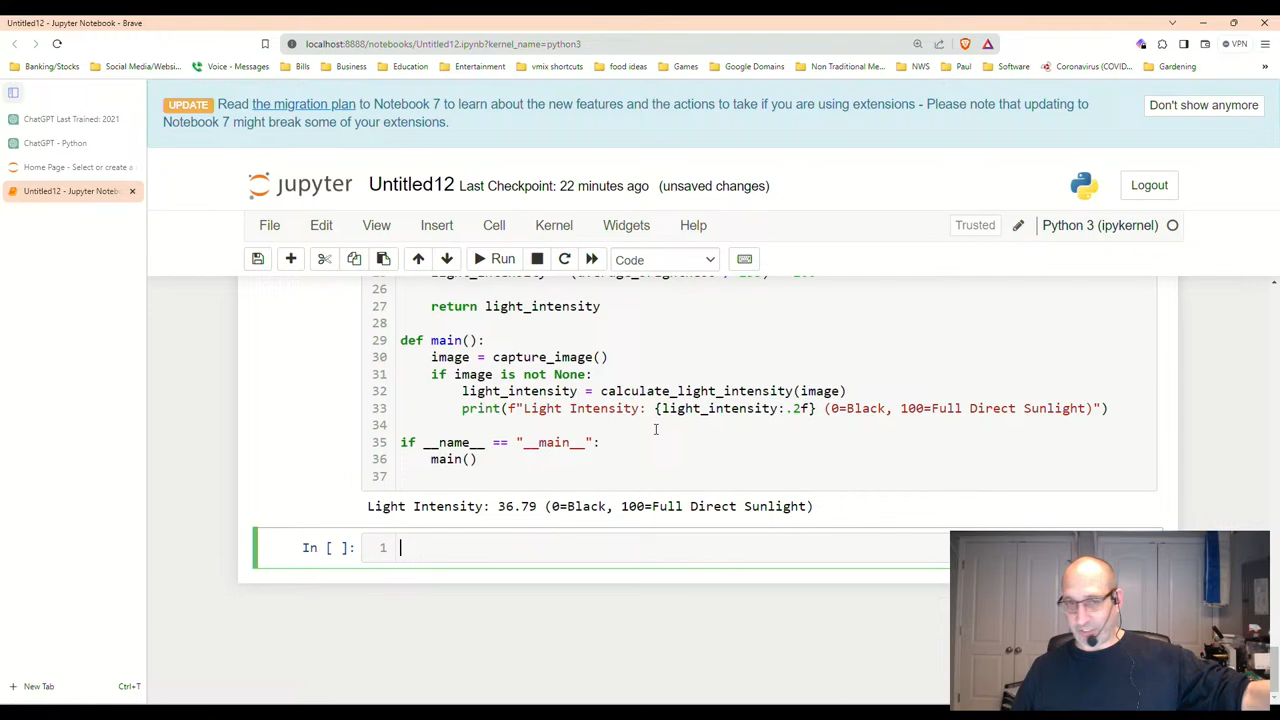 Untitled12 - Jupyter Notebook - Brave
localhost:8888/notebooks/Untitled12.ipynb?kernel_name=python3
VPN
Banking/Stocks Social Media/Websi... Voice - Messages Bills Business Education Entertainment vmix shortcuts food ideas Games Google Domains Non Traditional Me... NWS Paul Software Coronavirus (COVID... Gardening
ChatGPT Last Trained: 2021
ChatGPT - Python
Home Page - Select or create a
Untitled12 - Jupyter Noteb
UPDATE Read the migration plan to Notebook 7 to learn about the new features and the actions to take if you are using extensions - Please note that updating to
Notebook 7 might break some of your extensions.
Don't show anymore
jupyter Untitled12 Last Checkpoint: 22 minutes ago (unsaved changes)
Logout
File Edit View Insert Cell Kernel Widgets Help
Trusted Python 3 (ipykernel)
Run Code
26
27 return light_intensity
28
29 def main():
30 image = capture_image()
31 if image is not None:
32 light_intensity = calculate_light_intensity(image)
33 print(f"Light Intensity: {light_intensity:.2f} (0=Black, 100=Full Direct Sunlight)")
34
35 if __name__ == "__main__":
36 main()
37
Light Intensity: 36.79 (0=Black, 100=Full Direct Sunlight)
In [ ]: 1
New Tab Ctrl+T